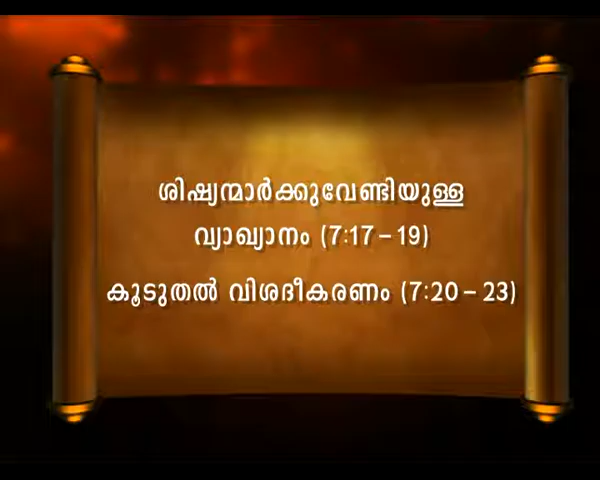 ശിഷ്യന്മാർക്കുവേണ്ടിയുള്ള
വ്യാഖ്യാനം (7:17 – 19)
കൂടുതൽ വിശദീകരണം (7:20 – 23)